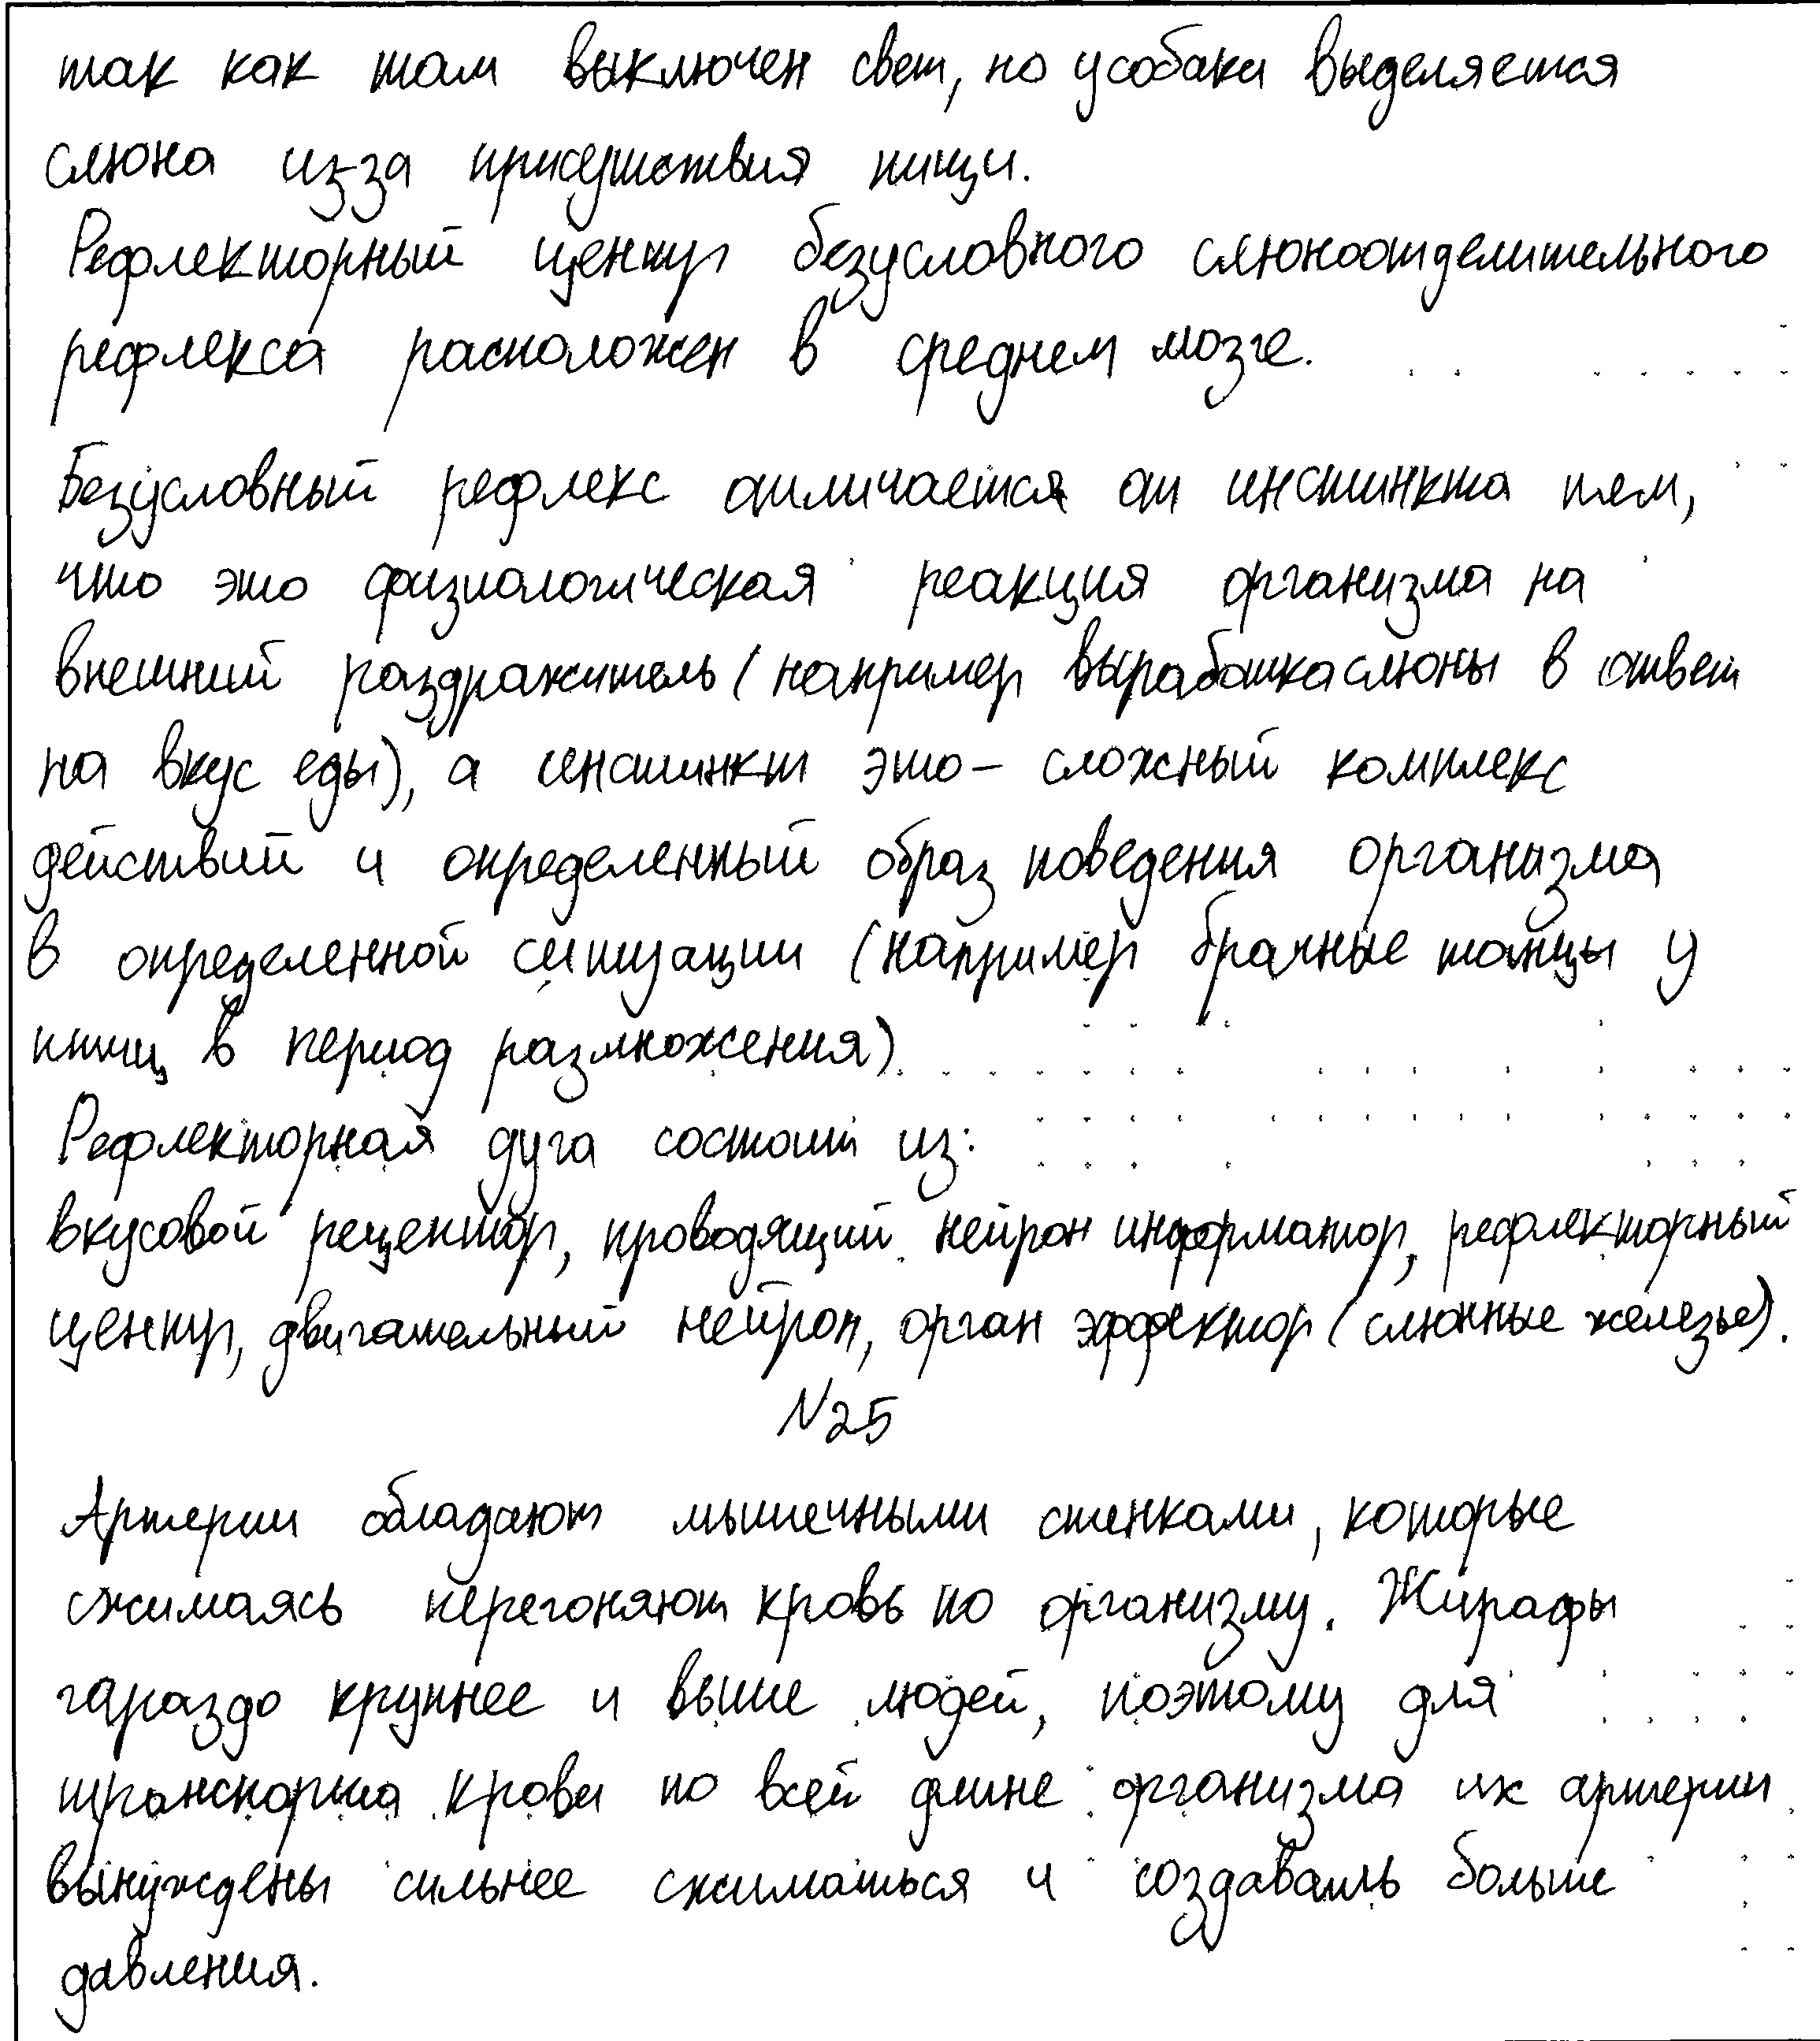 так как там выключен свет, но у собаки выделяется
слюна из-за присутствия пищи.
Рефлекторный центр безусловного слюноотделительного
рефлекса расположен в среднем мозге.
Безусловный рефлекс отличается от инстинкта тем,
что это физиологическая реакция организма на
внешний раздражитель (например выработка слюны в ответ
на вкус еды), а инстинкт это - сложный комплекс
действий и определенный образ поведения организма
в определенной ситуации (например брачные танцы у
птиц в период размножения).
Рефлекторная дуга состоит из:
вкусовой рецептор, проводящий нейрон информатор, рефлекторный
центр, двигательный нейрон, орган эффектор (слюнные железы).
№25
Артерии обладают мышечными стенками, которые
сжимаясь перегоняют кровь по организму. Жирафы
гараздо крупнее и выше людей, поэтому для
транспорта крови по всей длине организма их артерии
вынуждены сильнее сжиматься и создавать больше
давления.